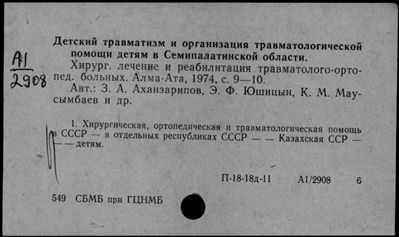 А1
2908
Детский травматизм и организация травматологической
помощи детям в Семипалатинской области.
Хирург. лечение и реабилитация травматолого-орто-
пед. больных. Алма-Ата, 1974, с. 9—10.
Авт.: З. А. Аханзарипов, Э. Ф. Юшицын, К. М. Мау-
сымбаев и др.
1. Хирургическая, ортопедическая и травматологическая помощь
в СССР — в отдельных республиках СССР — — Казахская ССР —
— — детям.
П-18-18д-11 А1/2908 6
549 СБМБ при ГЦНМБ